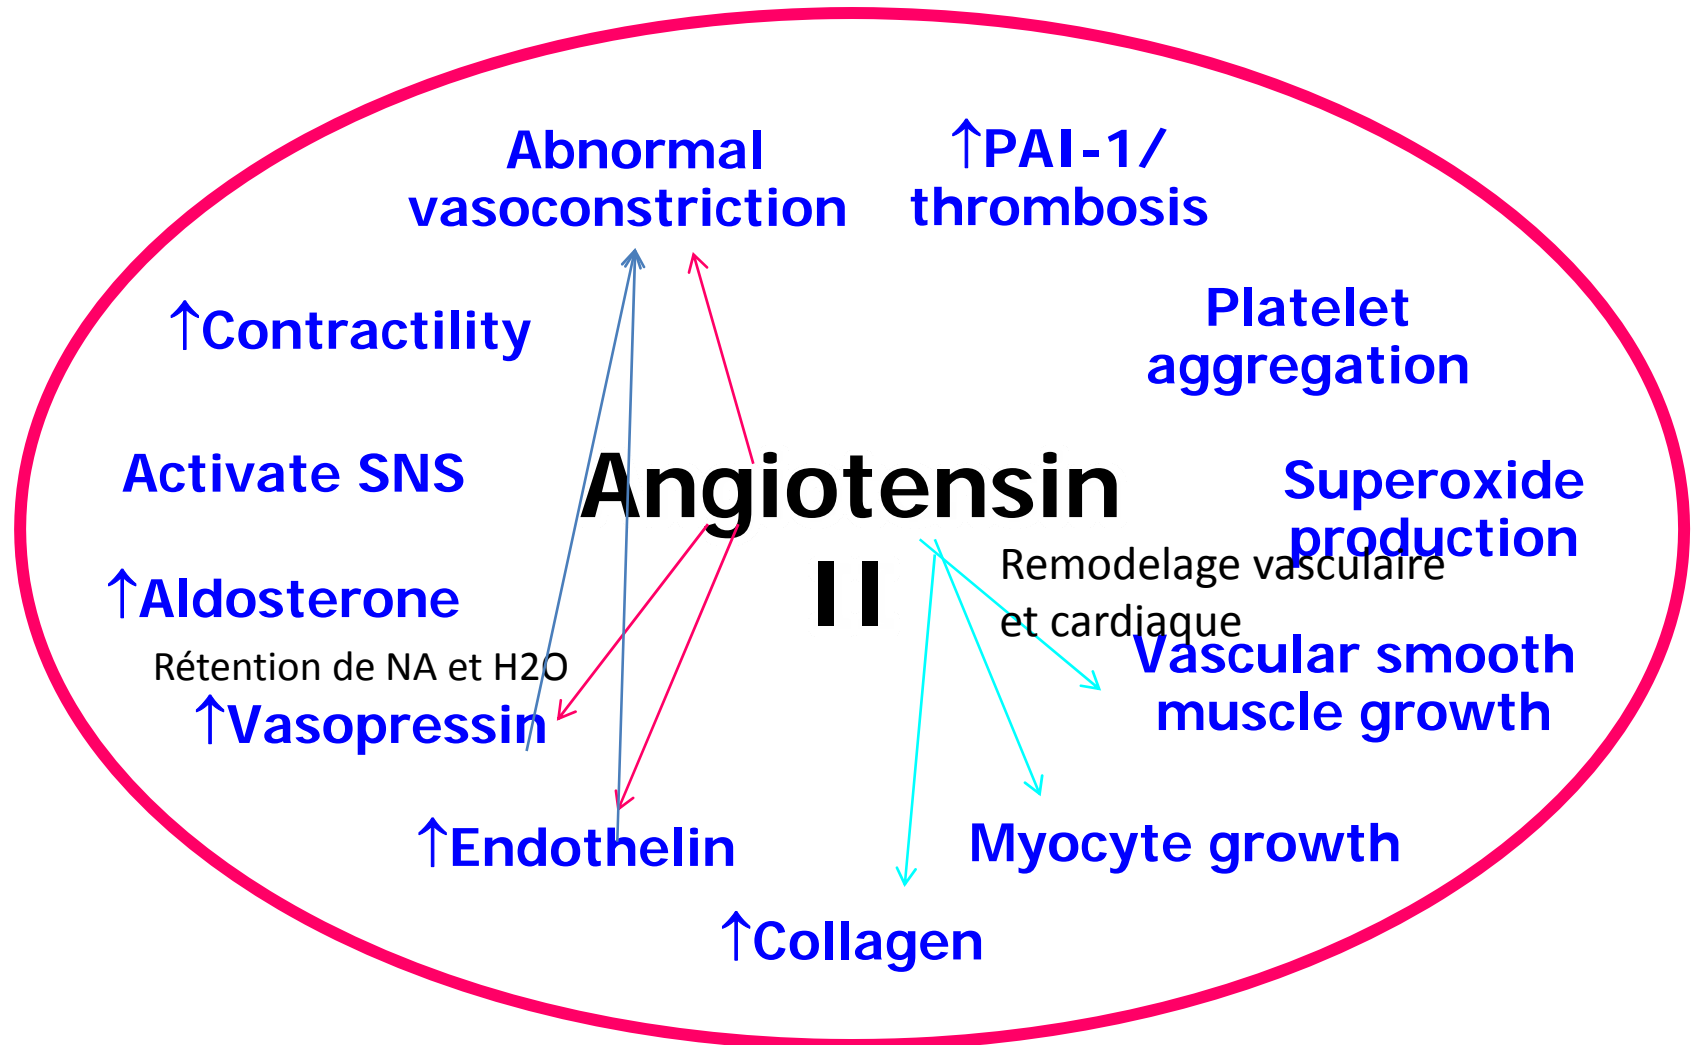 Abnormal
vasoconstriction
↑PAI-1/
thrombosis
↑Contractility
Platelet
aggregation
Activate SNS
Angiotensin
II
Superoxide
production
Remodelage vasculaire
et cardiaque
↑Aldosterone
Rétention de NA et H2O
↑Vasopressin
Vascular smooth
muscle growth
↑Endothelin
Myocyte growth
↑Collagen